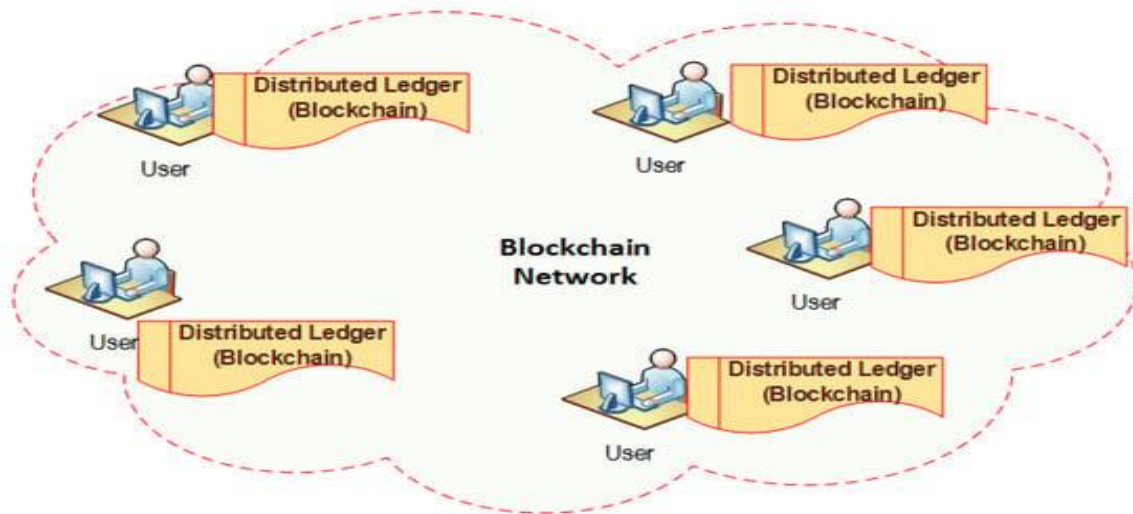 Distributed Ledger
(Blockchain)
User
Distributed Ledger
(Blockchain)
User
Distributed Ledger
(Blockchain)
User
Blockchain
Network
User
Distributed Ledger
(Blockchain)
Distributed Ledger
(Blockchain)
User